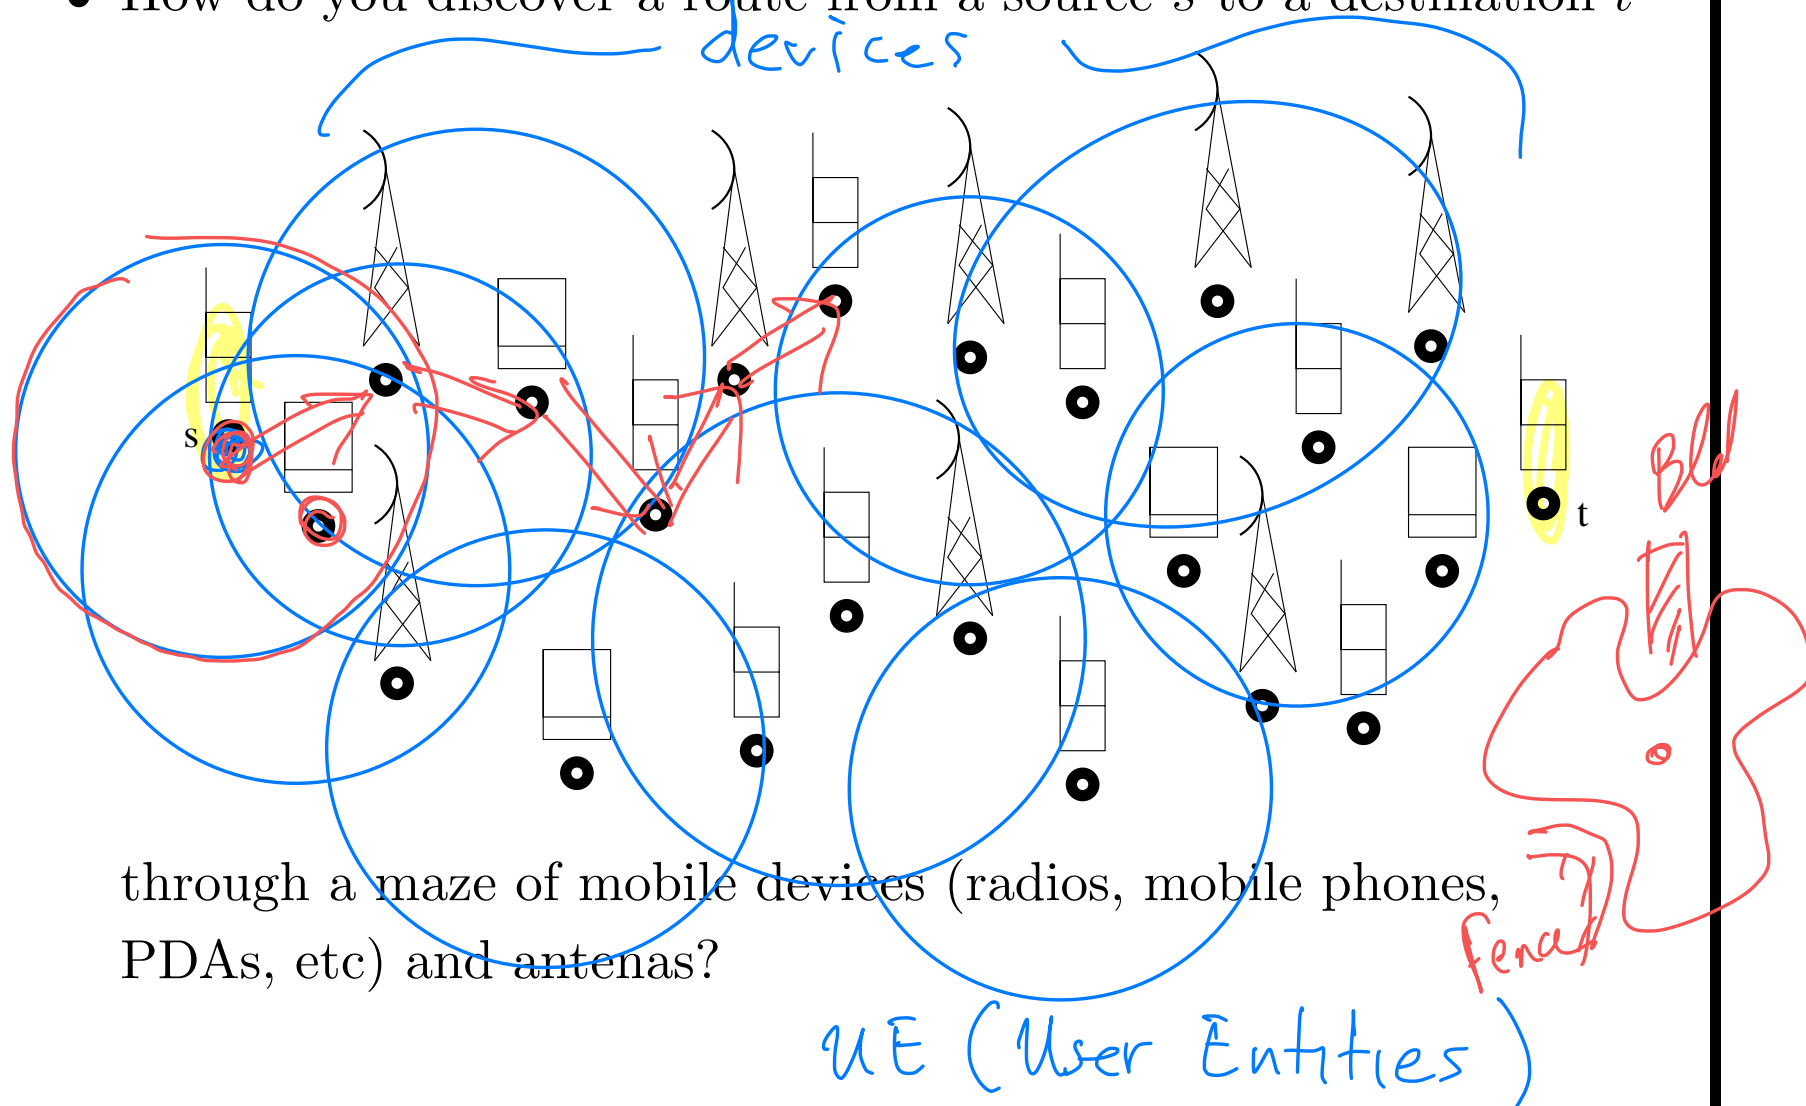 • How do you discover a route from a source s to a destination t
devices
s
t
Bld
through a maze of mobile devices (radios, mobile phones,
Fence
PDAs, etc) and antenas?
UE (User Entities)